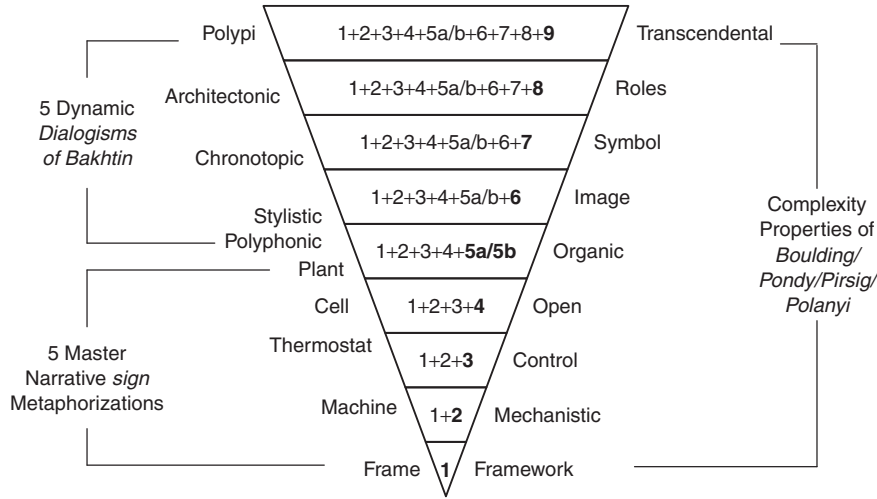 Polypi 1+2+3+4+5a/b+6+7+8+9 Transcendental
Architectonic 1+2+3+4+5a/b+6+7+8 Roles
5 Dynamic
Dialogisms
of Bakhtin
Chronotopic 1+2+3+4+5a/b+6+7 Symbol
1+2+3+4+5a/b+6 Image
Stylistic
Polyphonic
1+2+3+4+5a/5b Organic
Plant
Complexity
Properties of
Boulding/
Pondy/Pirsig/
Polanyi
Cell 1+2+3+4 Open
Thermostat 1+2+3 Control
5 Master
Narrative sign
Metaphorizations
Machine 1+2 Mechanistic
Frame 1 Framework